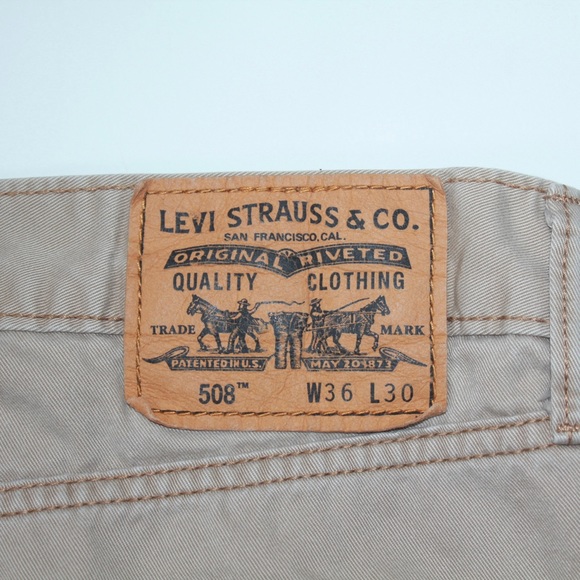 LEVI STRAUSS & CO.
SAN FRANCISCO, CAL.
ORIGINAL RIVETED
QUALITY CLOTHING
TRADE MARK
PATENTED IN U.S. MAY 20 1873
508™ W36 L30